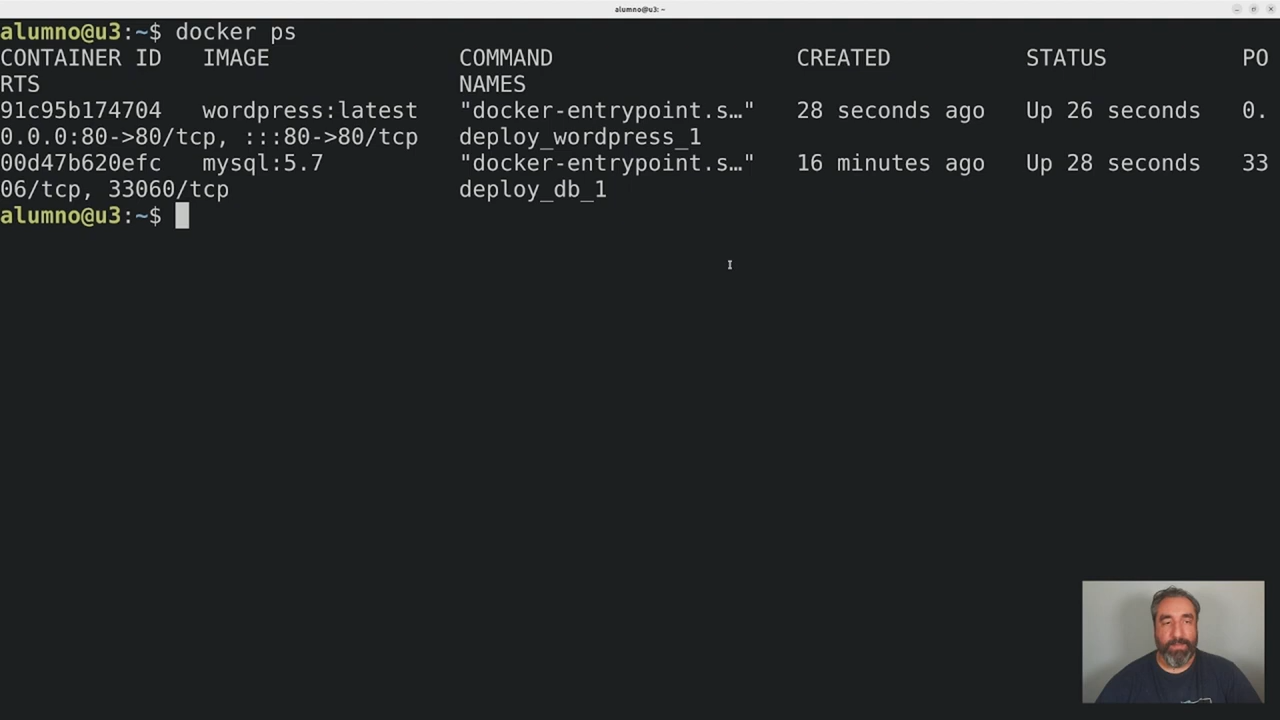 alumno@u3: ~
alumno@u3:~$ docker ps
CONTAINER ID   IMAGE              COMMAND                  CREATED          STATUS          PO
RTS                               NAMES
91c95b174704   wordpress:latest   "docker-entrypoint.s…"   28 seconds ago   Up 26 seconds   0.
0.0.0:80->80/tcp, :::80->80/tcp   deploy_wordpress_1
00d47b620efc   mysql:5.7          "docker-entrypoint.s…"   16 minutes ago   Up 28 seconds   33
06/tcp, 33060/tcp                 deploy_db_1
alumno@u3:~$